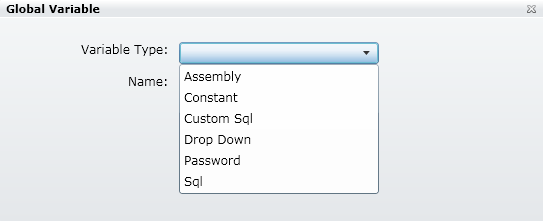 Global Variable
Variable Type:
Name:
Assembly
Constant
Custom Sql
Drop Down
Password
Sql